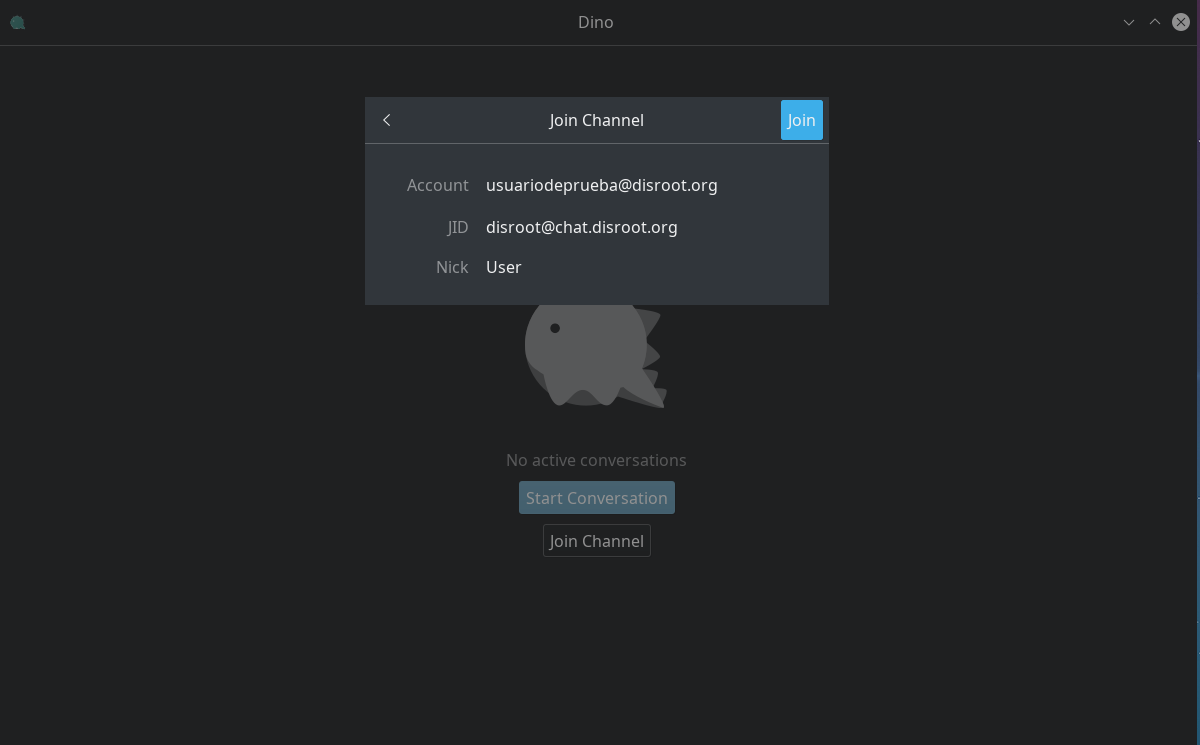 Dino
Join Channel
Join
Account usuariodeprueba@disroot.org
JID disroot@chat.disroot.org
Nick User
No active conversations
Start Conversation
Join Channel